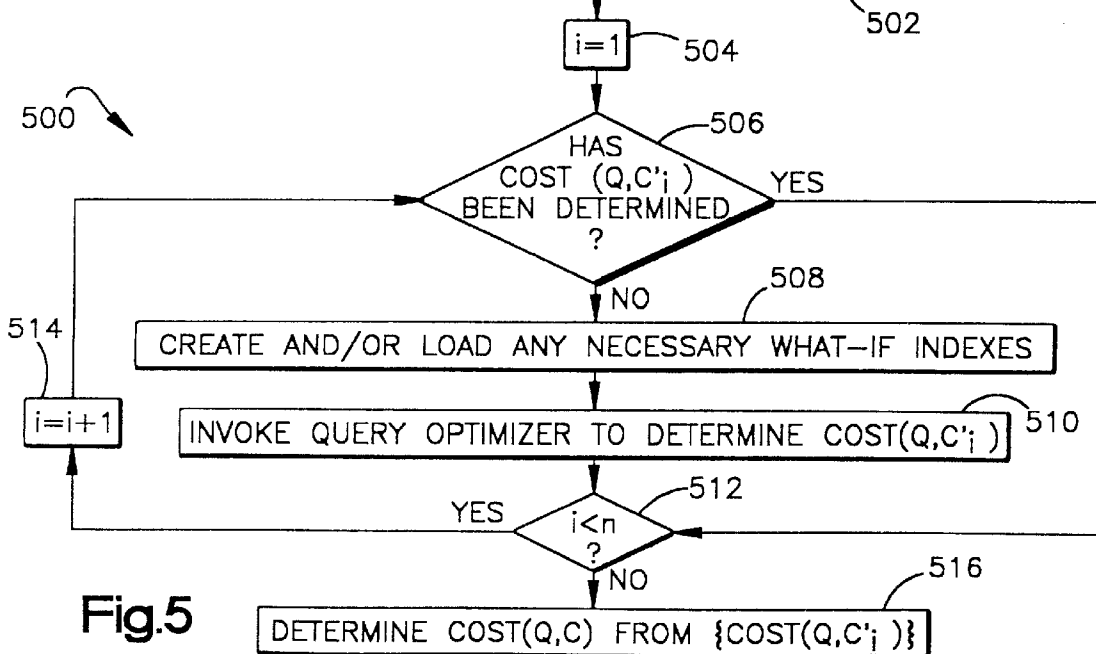 502
i=1
504
500
506
HAS
COST (Q,C'i)
BEEN DETERMINED
?
YES
NO
508
CREATE AND/OR LOAD ANY NECESSARY WHAT-IF INDEXES
514
i=i+1
510
INVOKE QUERY OPTIMIZER TO DETERMINE COST(Q,C'i)
512
YES
i<n
?
NO
516
Fig.5
DETERMINE COST(Q,C) FROM {COST(Q,C'i)}